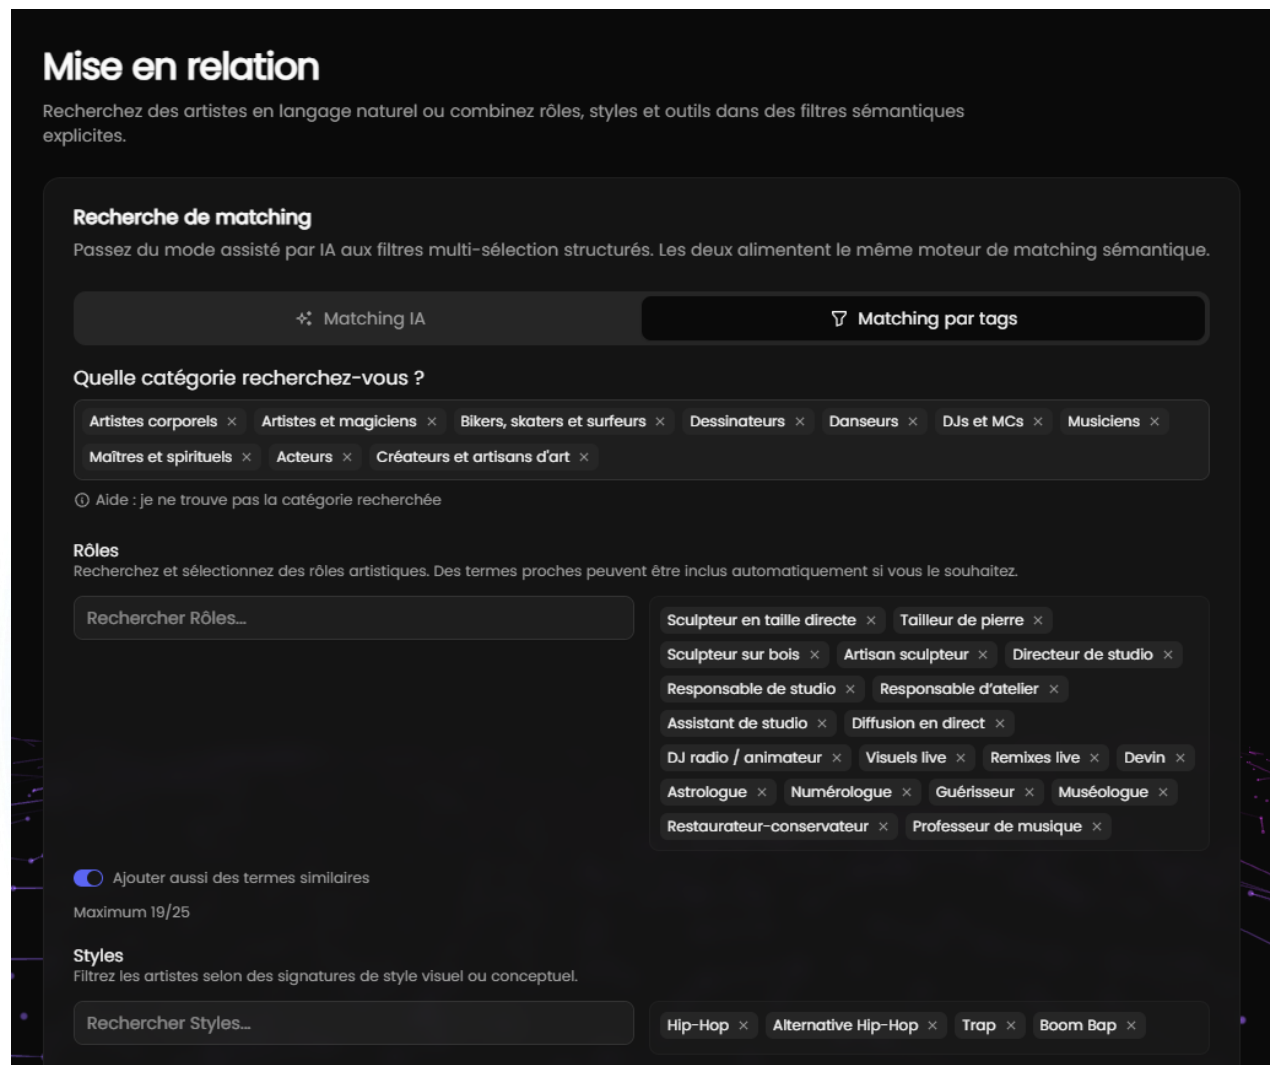 Mise en relation
Recherchez des artistes en langage naturel ou combinez rôles, styles et outils dans des filtres sémantiques
explicites.
Recherche de matching
Passez du mode assisté par IA aux filtres multi-sélection structurés. Les deux alimentent le même moteur de matching sémantique.
Matching IA
Matching par tags
Quelle catégorie recherchez-vous ?
Artistes corporels × Artistes et magiciens × Bikers, skaters et surfeurs × Dessinateurs × Danseurs × DJs et MCs × Musiciens ×
Maîtres et spirituels × Acteurs × Créateurs et artisans d'art ×
Aide : je ne trouve pas la catégorie recherchée
Rôles
Recherchez et sélectionnez des rôles artistiques. Des termes proches peuvent être inclus automatiquement si vous le souhaitez.
Rechercher Rôles...
Sculpteur en taille directe × Tailleur de pierre ×
Sculpteur sur bois × Artisan sculpteur × Directeur de studio ×
Responsable de studio × Responsable d’atelier ×
Assistant de studio × Diffusion en direct ×
DJ radio / animateur × Visuels live × Remixes live × Devin ×
Astrologue × Numérologue × Guérisseur × Muséologue ×
Restaurateur-conservateur × Professeur de musique ×
Ajouter aussi des termes similaires
Maximum 19/25
Styles
Filtrez les artistes selon des signatures de style visuel ou conceptuel.
Rechercher Styles...
Hip-Hop × Alternative Hip-Hop × Trap × Boom Bap ×